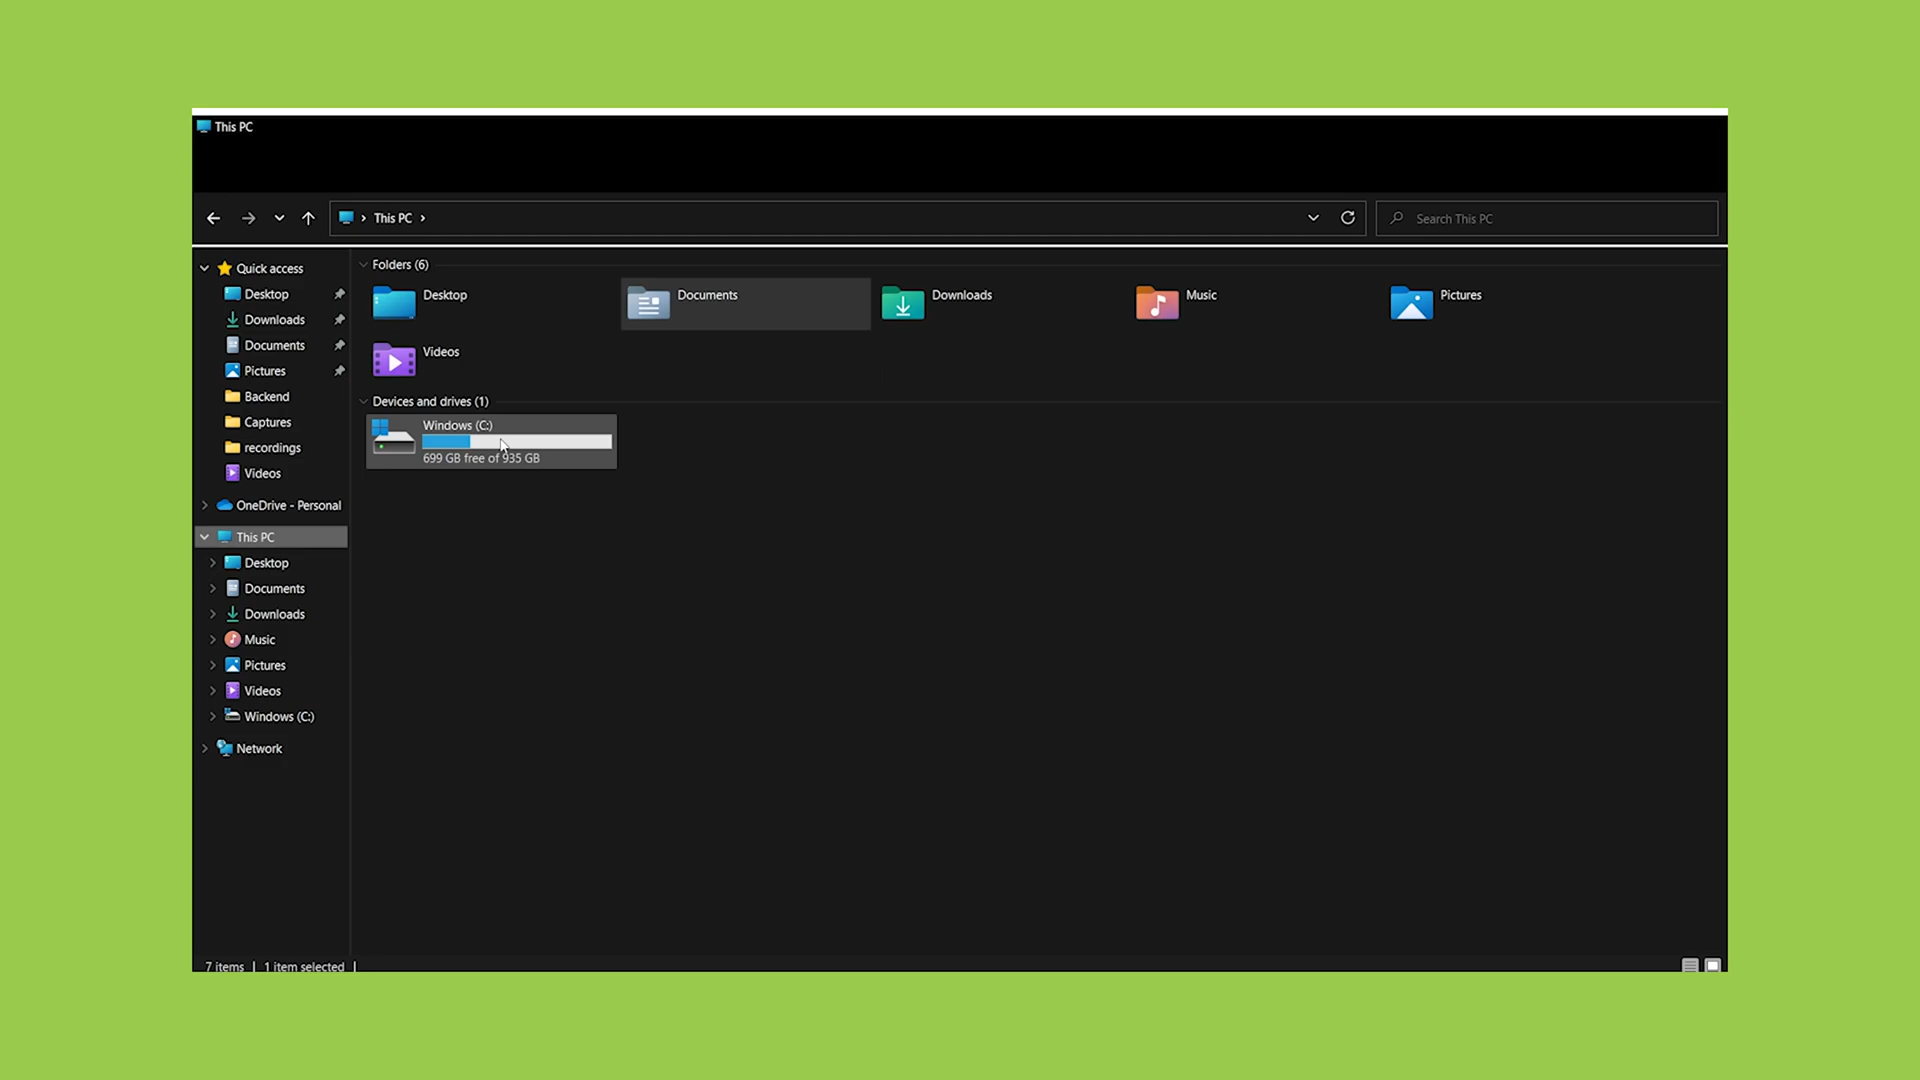 This PC
This PC
Search This PC
Quick access
Desktop
Downloads
Documents
Pictures
Backend
Captures
recordings
Videos
OneDrive - Personal
This PC
Desktop
Documents
Downloads
Music
Pictures
Videos
Windows (C:)
Network
Folders (6)
Desktop
Documents
Downloads
Music
Pictures
Videos
Devices and drives (1)
Windows (C:)
699 GB free of 935 GB
7 items
1 item selected